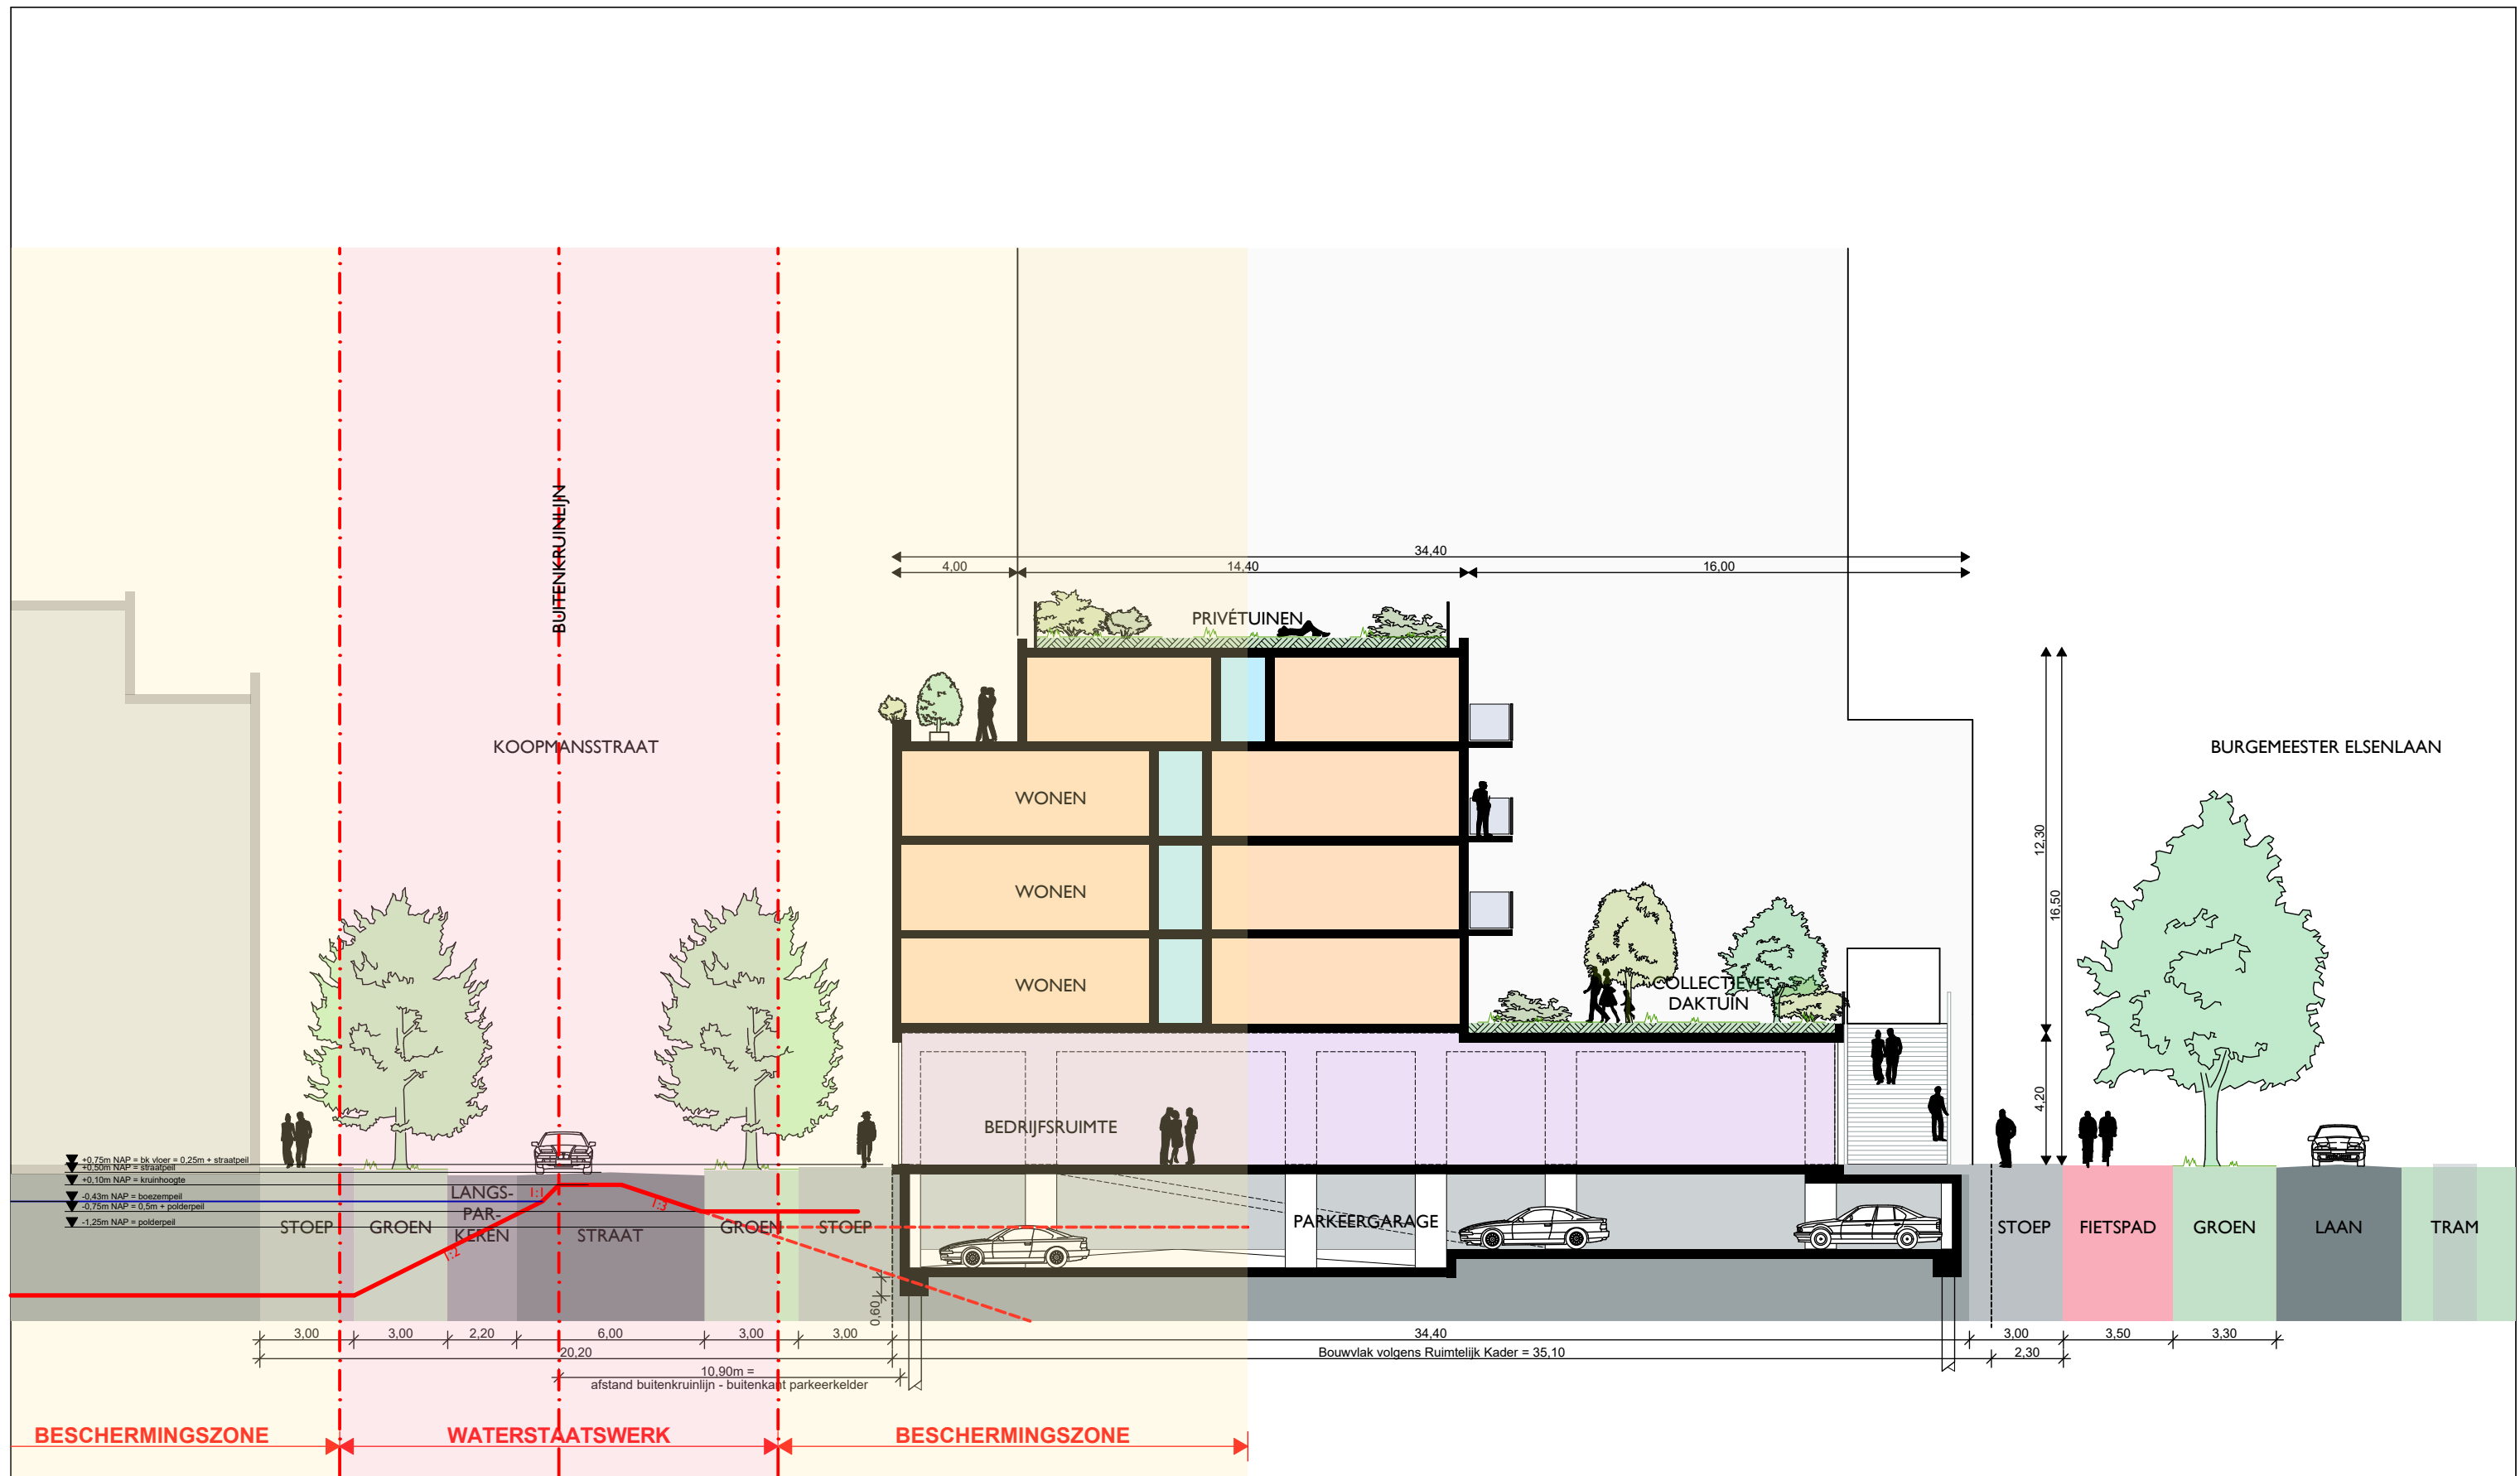 BUITENKRUINLIJN
34,40
4,00
14,40
16,00
PRIVÉTUINEN
KOOPMANSSTRAAT
BURGEMEESTER ELSENLAAN
WONEN
12,30
WONEN
16,50
WONEN
COLLECTIEVE
DAKTUIN
4,20
BEDRIJFSRUIMTE
+0,75m NAP = bk vloer = 0,25m + straatpeil
+0,50m NAP = straatpeil
+0,10m NAP = kruinhoogte
-0,43m NAP = boezempeil
-0,75m NAP = 0,5m + polderpeil
-1,25m NAP = polderpeil
1:1
1:3
1:2
STOEP
GROEN
LANGS-
PAR-
KEREN
STRAAT
GROEN
STOEP
PARKEERGARAGE
STOEP
FIETSPAD
GROEN
LAAN
TRAM
0,60
3,00
3,00
2,20
6,00
3,00
3,00
34,40
3,00
3,50
3,30
20,20
Bouwvlak volgens Ruimtelijk Kader = 35,10
2,30
10,90m =
afstand buitenkruinlijn - buitenkant parkeerkelder
BESCHERMINGSZONE
WATERSTAATSWERK
BESCHERMINGSZONE